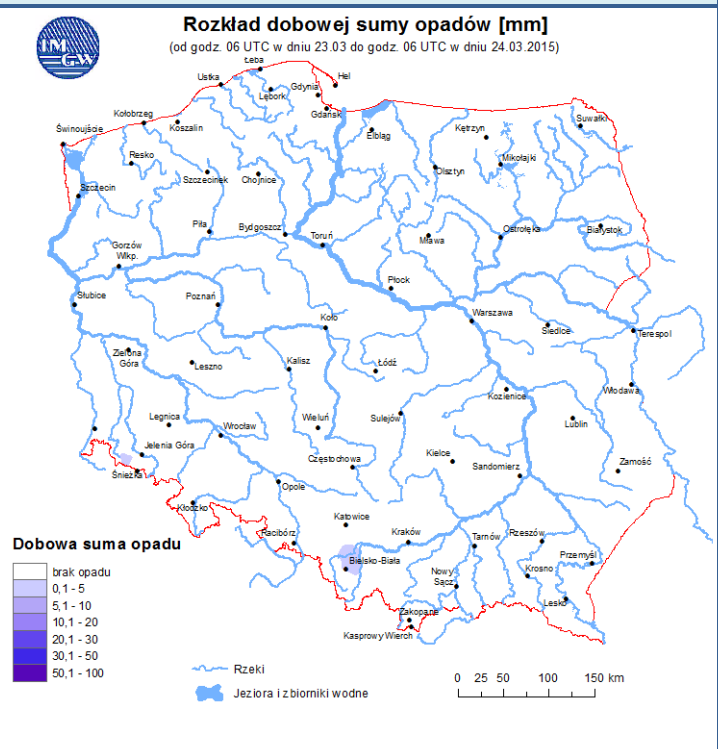 Rozkład dobowej sumy opadów [mm]
(od godz. 06 UTC w dniu 23.03 do godz. 06 UTC w dniu 24.03.2015)
IM
G-W
Łeba
Ustka
Hel
Lębork
Gdynia
Gdańsk
Kołobrzeg
Koszalin
Świnoujście
Elbląg
Kętrzyn
Suwałki
Resko
Mikołajki
Szczecin
Szczecinek
Chojnice
Olsztyn
Piła
Bydgoszcz
Toruń
Mława
Ostrołęka
Białystok
Gorzów
Wlkp.
Płock
Słubice
Poznań
Koło
Warszawa
Siedlce
Terespol
Zielona
Góra
Leszno
Kalisz
Łódź
Kozienice
Włodawa
Legnica
Wrocław
Wieluń
Sulejów
Lublin
Jelenia Góra
Śnieżka
Częstochowa
Kielce
Sandomierz
Zamość
Opole
Kłodzko
Katowice
Racibórz
Kraków
Tarnów
Rzeszów
Przemyśl
Bielsko-Biała
Nowy
Sącz
Krosno
Lesko
Zakopane
Kasprowy Wierch
Dobowa suma opadu
brak opadu
0,1 - 5
5,1 - 10
10,1 - 20
20,1 - 30
30,1 - 50
50,1 - 100
Rzeki
Jeziora i zbiorniki wodne
0 25 50 100 150 km